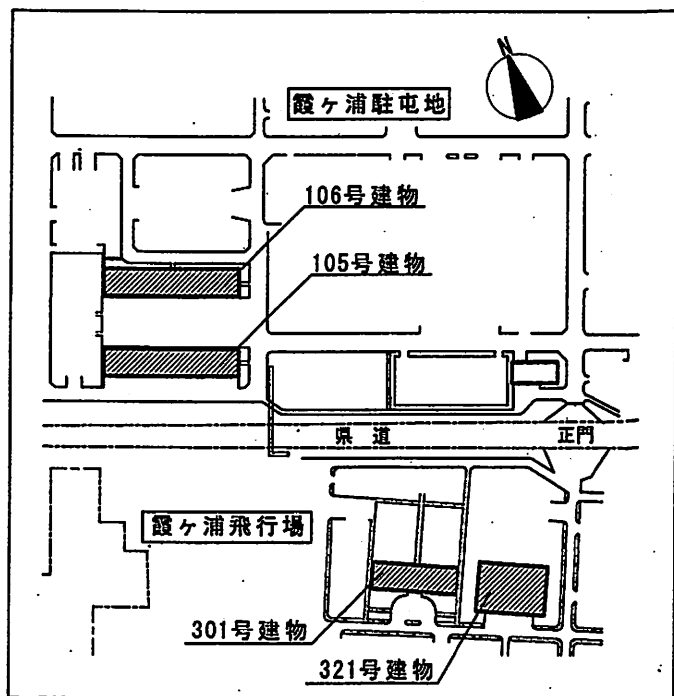 N
霞ヶ浦駐屯地
106号建物
105号建物
県道
正門
霞ヶ浦飛行場
301号建物
321号建物